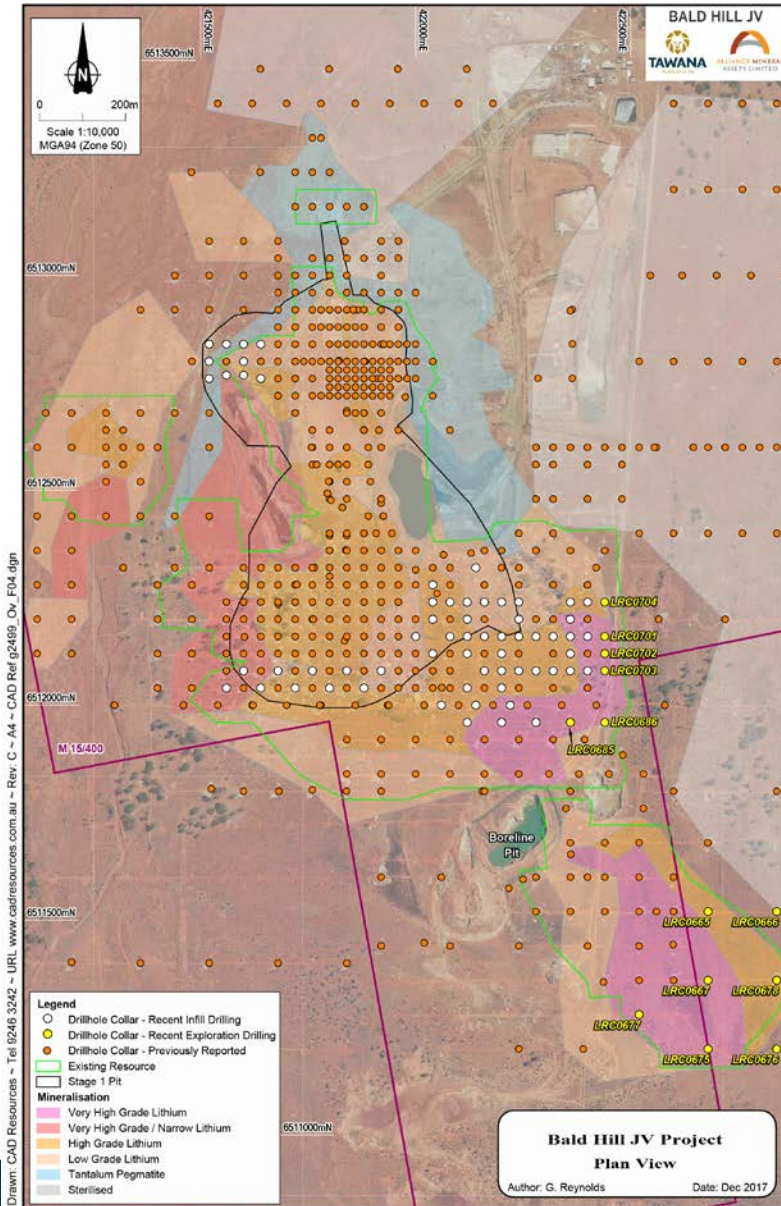 421500mE
422000mE
422500mE
6513500mN
BALD HILL JV
TAWANA
ALLIANCE MINERAL
ASSETS LIMITED
N
0 200m
Scale 1:10,000
MGA94 (Zone 50)
6513000mN
6512500mN
LRC0704
LRC0701
LRC0702
LRC0703
6512000mN
LRC0686
LRC0685
M 15/400
Boreline
Pit
6511500mN
LRC0665
LRC0666
LRC0667
LRC0678
LRC0677
LRC0675
LRC0676
6511000mN
Legend
Drillhole Collar - Recent Infill Drilling
Drillhole Collar - Recent Exploration Drilling
Drillhole Collar - Previously Reported
Existing Resource
Stage 1 Pit
Mineralisation
Very High Grade Lithium
Very High Grade / Narrow Lithium
High Grade Lithium
Low Grade Lithium
Tantalum Pegmatite
Sterilised
Bald Hill JV Project
Plan View
Author: G. Reynolds Date: Dec 2017
Drawn: CAD Resources ~ Tel 9246 3242 ~ URL www.cadresources.com.au ~ Rev: C ~ A4 ~ CAD Ref g2499_Ov_F04.dgn